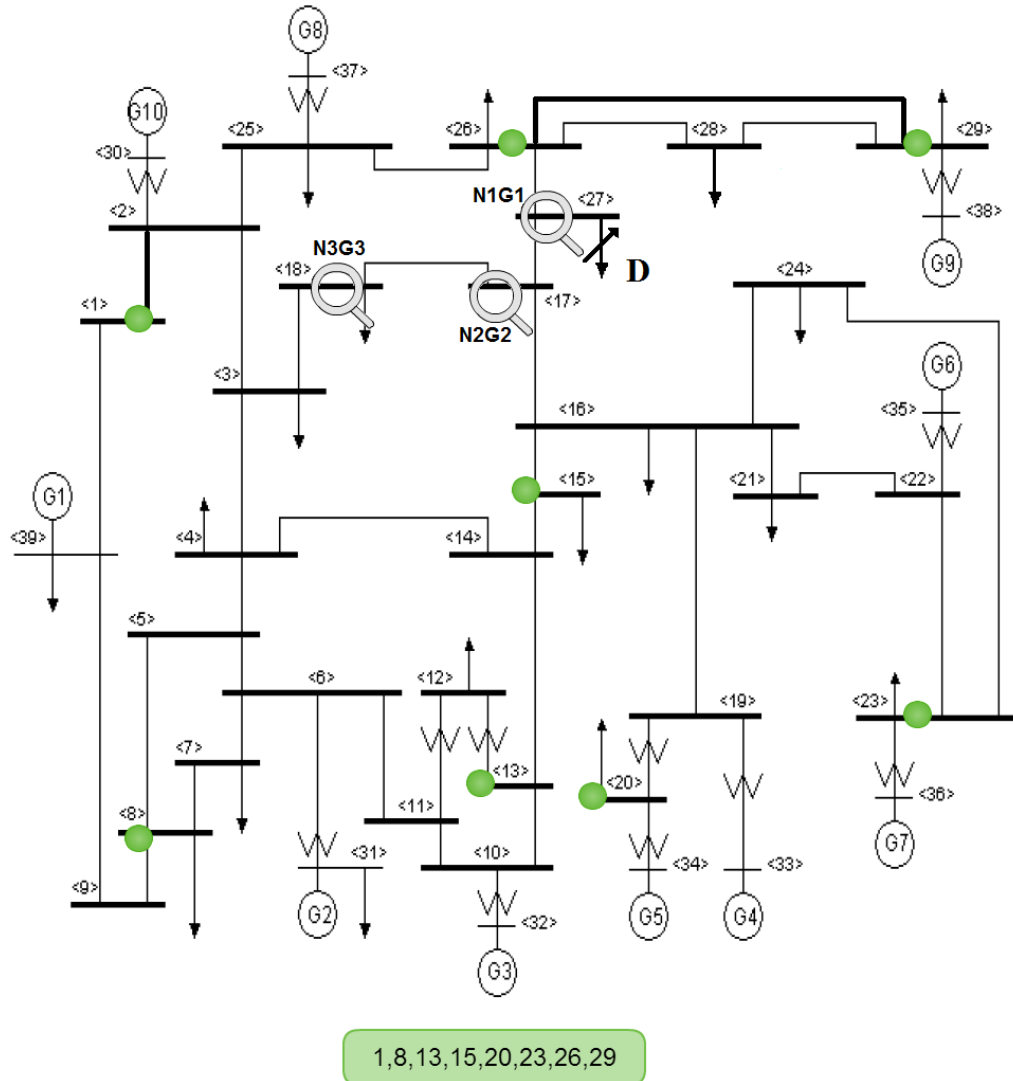 G8
<37>
G10
<25>
<26>
<28>
<29>
<30>
N1G1
<27>
<2>
<38>
N3G3
D
G9
<18>
<24>
<1>
<17>
N2G2
G6
<3>
<16>
<35>
G1
<15>
<21>
<22>
<39>
<4>
<14>
<5>
<6>
<12>
<19>
<23>
<7>
<13>
<20>
<8>
<11>
<36>
G7
<10>
<31>
<34>
<33>
<9>
G2
<32>
G5
G4
G3
1,8,13,15,20,23,26,29